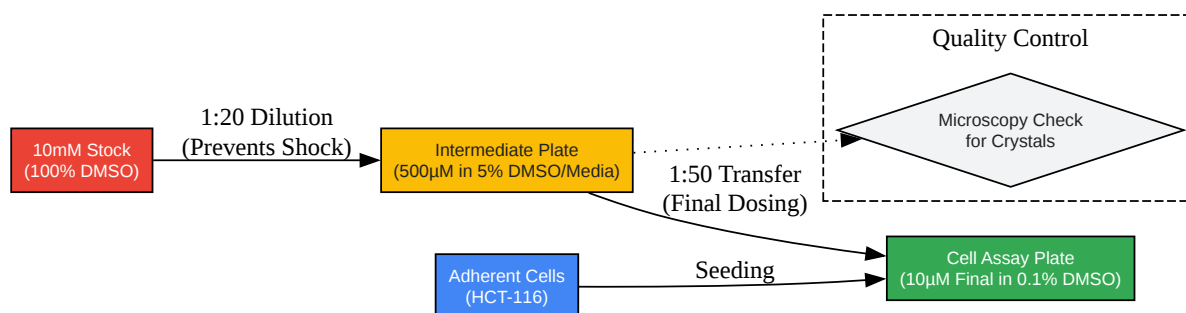 Quality Control
Microscopy Check
for Crystals
1:20 Dilution
(Prevents Shock)
10mM Stock
(100% DMSO)
Intermediate Plate
(500µM in 5% DMSO/Media)
1:50 Transfer
(Final Dosing)
Adherent Cells
(HCT-116)
Seeding
Cell Assay Plate
(10µM Final in 0.1% DMSO)